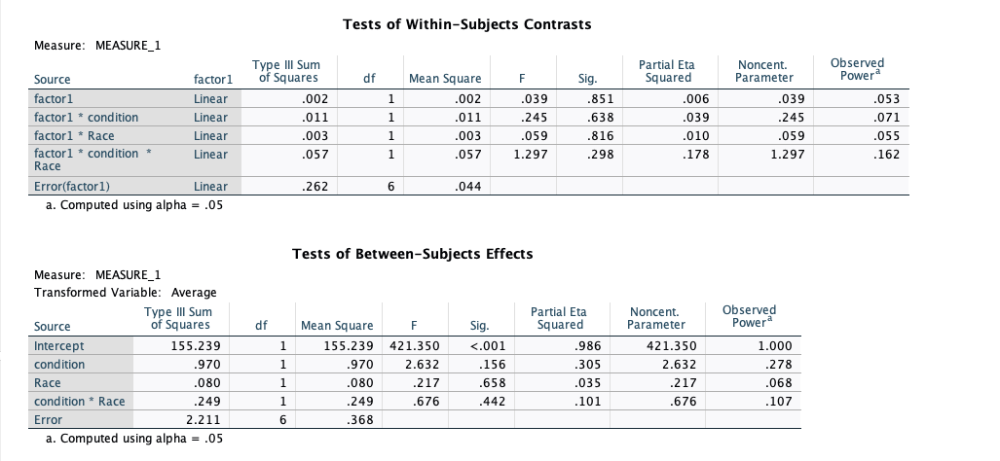 Tests of Within-Subjects Contrasts
Measure: MEASURE_1
Source factor1 Type III Sum of Squares df Mean Square F Sig. Partial Eta Squared Noncent. Parameter Observed Power^a
factor1 Linear .002 1 .002 .039 .851 .006 .039 .053
factor1 * condition Linear .011 1 .011 .245 .638 .039 .245 .071
factor1 * Race Linear .003 1 .003 .059 .816 .010 .059 .055
factor1 * condition * Race Linear .057 1 .057 1.297 .298 .178 1.297 .162
Error(factor1) Linear .262 6 .044
a. Computed using alpha = .05
Tests of Between-Subjects Effects
Measure: MEASURE_1
Transformed Variable: Average
Source Type III Sum of Squares df Mean Square F Sig. Partial Eta Squared Noncent. Parameter Observed Power^a
Intercept 155.239 1 155.239 421.350 <.001 .986 421.350 1.000
condition .970 1 .970 2.632 .156 .305 2.632 .278
Race .080 1 .080 .217 .658 .035 .217 .068
condition * Race .249 1 .249 .676 .442 .101 .676 .107
Error 2.211 6 .368
a. Computed using alpha = .05